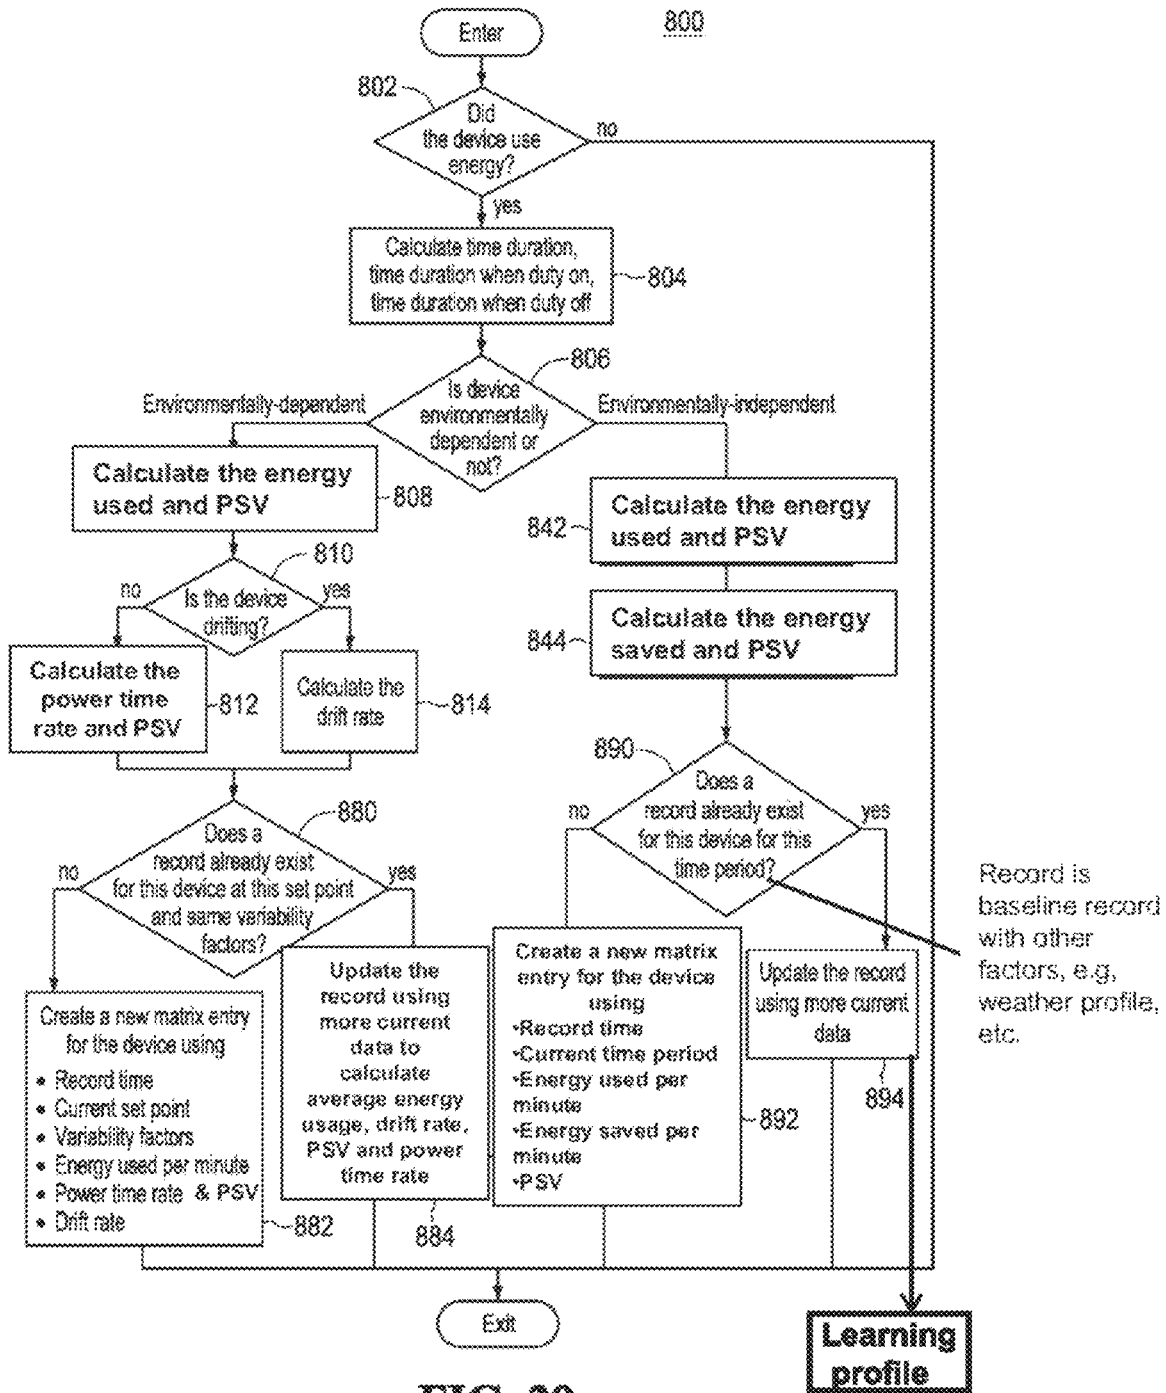 800
Enter
802
Did
the device use
energy?
no
yes
Calculate time duration,
time duration when duty on,
time duration when duty off
804
806
Is device
environmentally
dependent or
not?
Environmentally-dependent
Environmentally-independent
Calculate the energy
used and PSV
808
842
Calculate the energy
used and PSV
810
Is the device
drifting?
no
yes
844
Calculate the energy
saved and PSV
Calculate the
power time
rate and PSV
812
Calculate the
drift rate
814
890
Does a
record already exist
for this device for this
time period?
no
yes
880
Does a
record already exist
for this device at this set point
and same variability
factors?
no
yes
Record is
baseline record
with other
factors, e.g,
weather profile,
etc.
Create a new matrix entry
for the device using
• Record time
• Current set point
• Variability factors
• Energy used per minute
• Power time rate & PSV
• Drift rate
882
Update the
record using
more current
data to
calculate
average energy
usage, drift rate,
PSV and power
time rate
884
Create a new matrix
entry for the device
using
•Record time
•Current time period
•Energy used per
minute
•Energy saved per
minute
•PSV
892
Update the record
using more current
data
894
Exit
Learning
profile